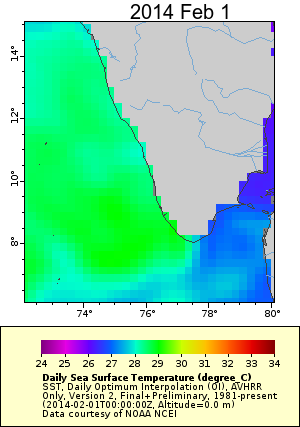 2014 Feb 1
14°
12°
10°
8°
74° 76° 78° 80°
24 25 26 27 28 29 30 31 32 33 34
Daily Sea Surface Temperature (degree_C)
SST, Daily Optimum Interpolation (OI), AVHRR
Only, Version 2, Final+Preliminary, 1981-present
(2014-02-01T00:00:00Z, Altitude=0.0 m)
Data courtesy of NOAA NCEI